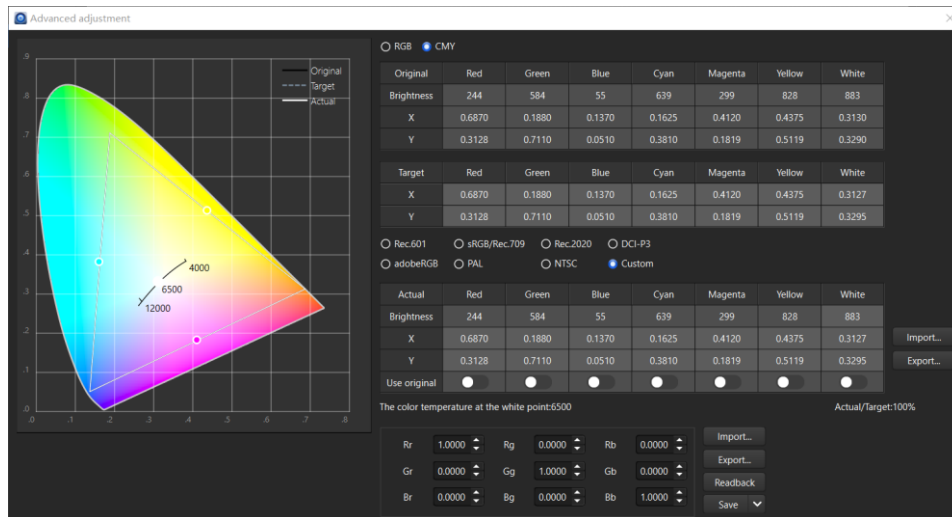 Advanced adjustment
RGB CMY
Original
Target
Actual
.9
.8
.7
.6
.5
.4
.3
.2
.1
.0
.0 .1 .2 .3 .4 .5 .6 .7 .8
4000
6500
12000
Original Red Green Blue Cyan Magenta Yellow White
Brightness 244 584 55 639 299 828 883
X 0.6870 0.1880 0.1370 0.1625 0.4120 0.4375 0.3130
Y 0.3128 0.7110 0.0510 0.3810 0.1819 0.5119 0.3290
Target Red Green Blue Cyan Magenta Yellow White
X 0.6870 0.1880 0.1370 0.1625 0.4120 0.4375 0.3127
Y 0.3128 0.7110 0.0510 0.3810 0.1819 0.5119 0.3295
Rec.601 sRGB/Rec.709 Rec.2020 DCI-P3
adobeRGB PAL NTSC Custom
Actual Red Green Blue Cyan Magenta Yellow White
Brightness 244 584 55 639 299 828 883
X 0.6870 0.1880 0.1370 0.1625 0.4120 0.4375 0.3127 Import...
Y 0.3128 0.7110 0.0510 0.3810 0.1819 0.5119 0.3295 Export...
Use original
The color temperature at the white point:6500 Actual/Target:100%
Rr 1.0000 Rg 0.0000 Rb 0.0000
Gr 0.0000 Gg 1.0000 Gb 0.0000
Br 0.0000 Bg 0.0000 Bb 1.0000
Import...
Export...
Readback
Save